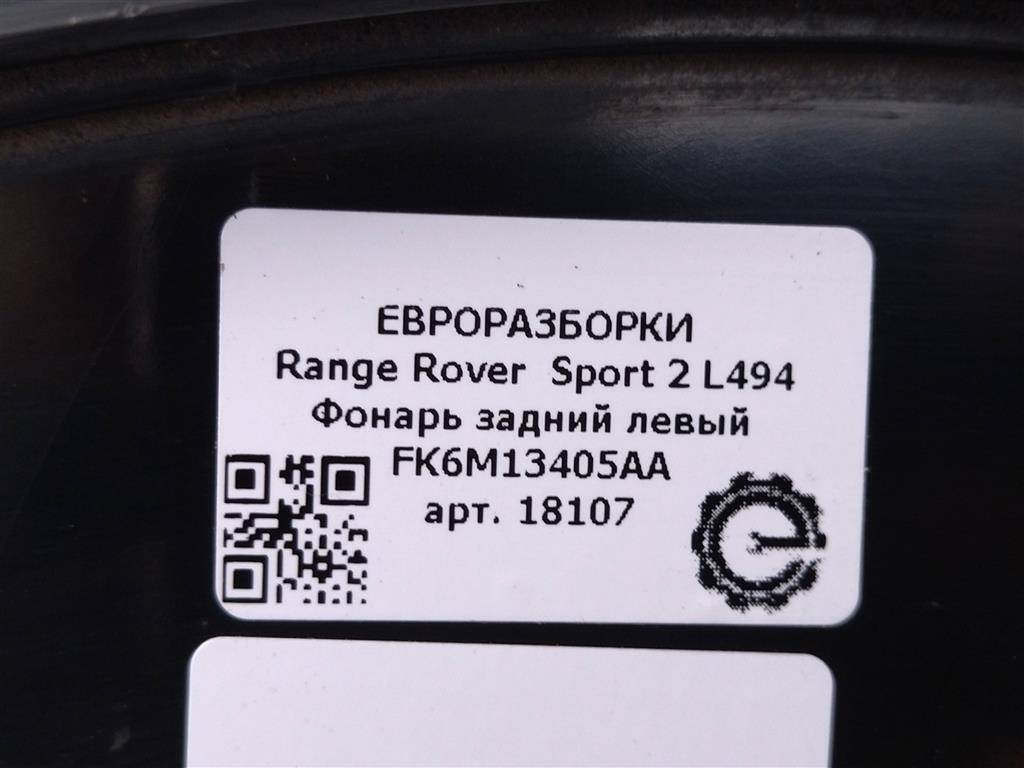 ЕВРОРАЗБОРКИ
Range Rover Sport 2 L494
Фонарь задний левый
FK6M13405AA
арт. 18107